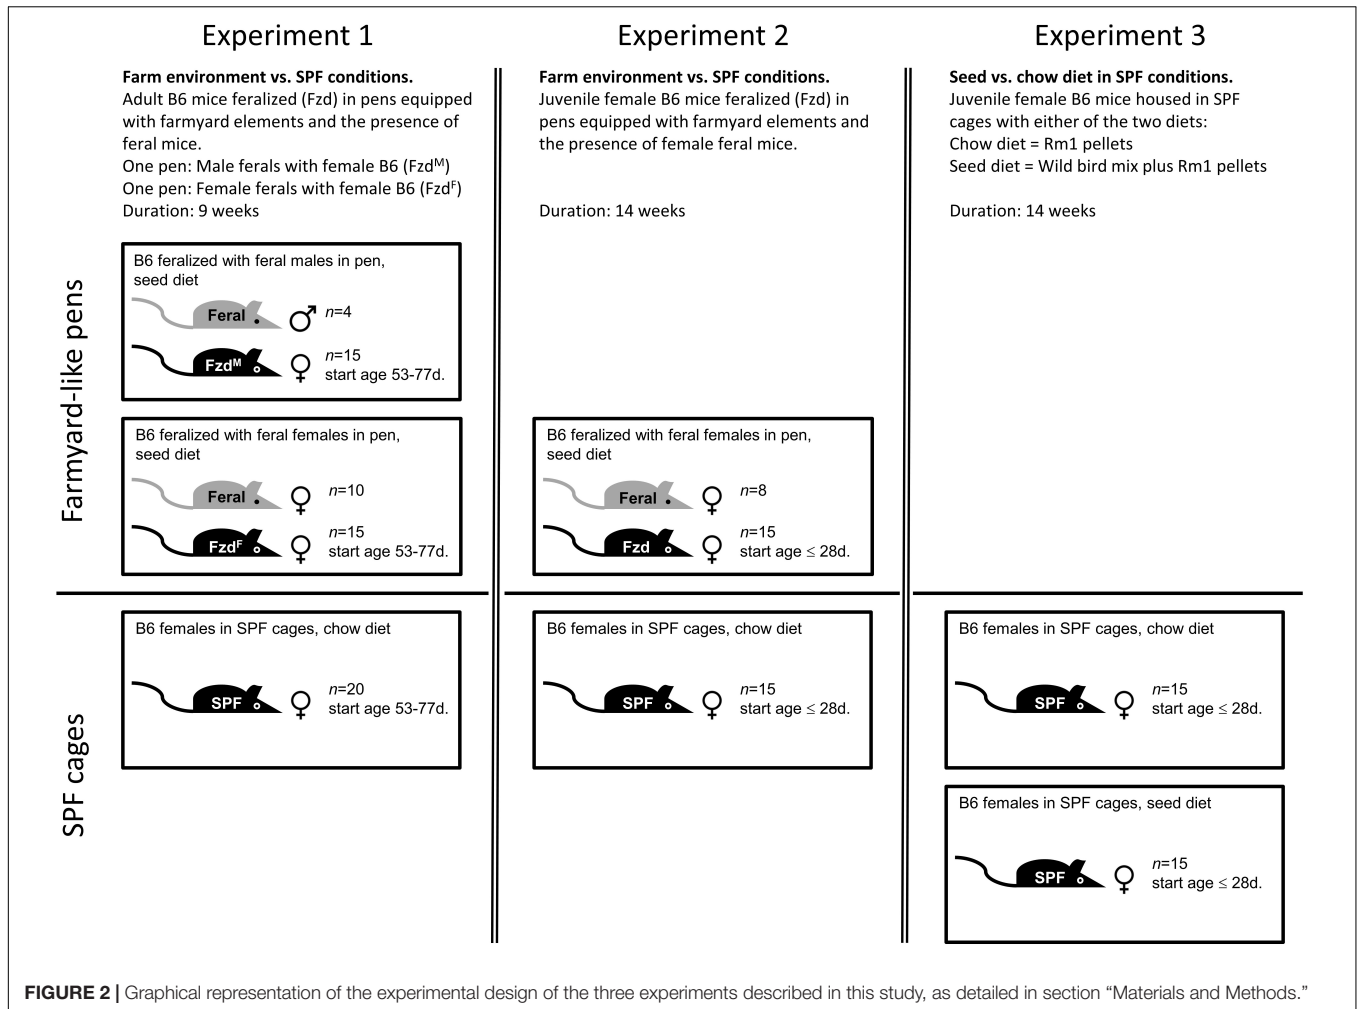 Experiment 1
Farm environment vs. SPF conditions.
Adult B6 mice feralized (Fzd) in pens equipped
with farmyard elements and the presence of
feral mice.
One pen: Male ferals with female B6 (Fzdᴹ)
One pen: Female ferals with female B6 (FzdF)
Duration: 9 weeks
Experiment 2
Farm environment vs. SPF conditions.
Juvenile female B6 mice feralized (Fzd) in
pens equipped with farmyard elements and
the presence of female feral mice.
Duration: 14 weeks
Experiment 3
Seed vs. chow diet in SPF conditions.
Juvenile female B6 mice housed in SPF
cages with either of the two diets:
Chow diet = Rm1 pellets
Seed diet = Wild bird mix plus Rm1 pellets
Duration: 14 weeks
Farmyard-like pens
B6 feralized with feral males in pen,
seed diet
Feral ♂ n=4
Fzdᴹ ♀ n=15
start age 53-77d.
B6 feralized with feral females in pen,
seed diet
Feral ♀ n=10
FzdF ♀ n=15
start age 53-77d.
B6 feralized with feral females in pen,
seed diet
Feral ♀ n=8
Fzd ♀ n=15
start age ≤ 28d.
SPF cages
B6 females in SPF cages, chow diet
SPF ♀ n=20
start age 53-77d.
B6 females in SPF cages, chow diet
SPF ♀ n=15
start age ≤ 28d.
B6 females in SPF cages, chow diet
SPF ♀ n=15
start age ≤ 28d.
B6 females in SPF cages, seed diet
SPF ♀ n=15
start age ≤ 28d.
FIGURE 2 | Graphical representation of the experimental design of the three experiments described in this study, as detailed in section “Materials and Methods.”